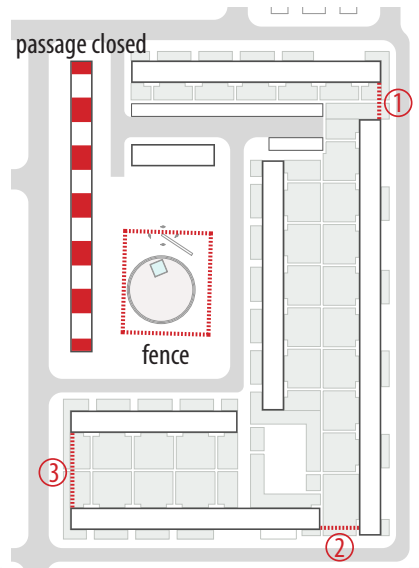 passage closed
①
fence
③
②